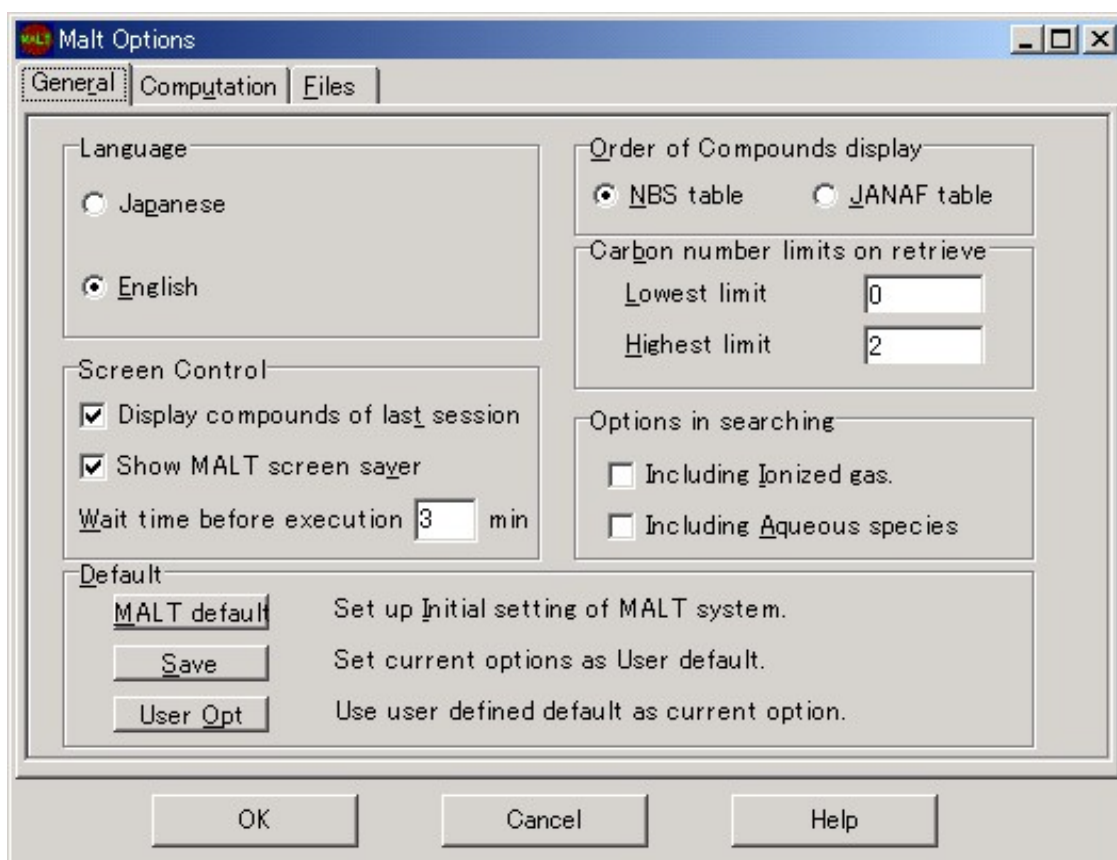 MALT Malt Options
General Computation Files
Language
Japanese
English
Order of Compounds display
NBS table JANAF table
Carbon number limits on retrieve
Lowest limit 0
Highest limit 2
Screen Control
Display compounds of last session
Show MALT screen saver
Wait time before execution 3 min
Options in searching
Including Ionized gas.
Including Aqueous species
Default
MALT default Set up Initial setting of MALT system.
Save Set current options as User default.
User Opt Use user defined default as current option.
OK Cancel Help